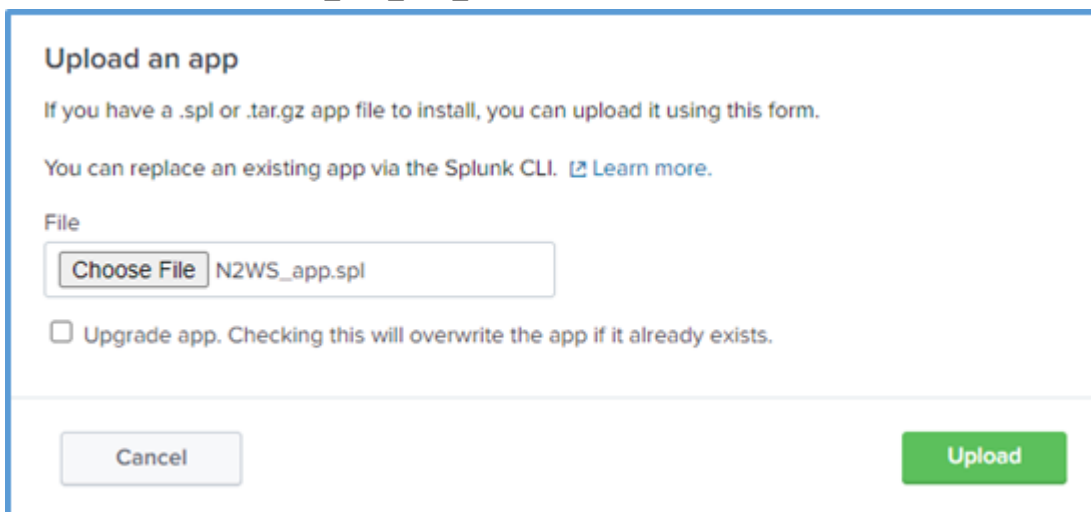 Upload an app
If you have a .spl or .tar.gz app file to install, you can upload it using this form.
You can replace an existing app via the Splunk CLI. Learn more.
File
Choose File N2WS_app.spl
Upgrade app. Checking this will overwrite the app if it already exists.
Cancel Upload